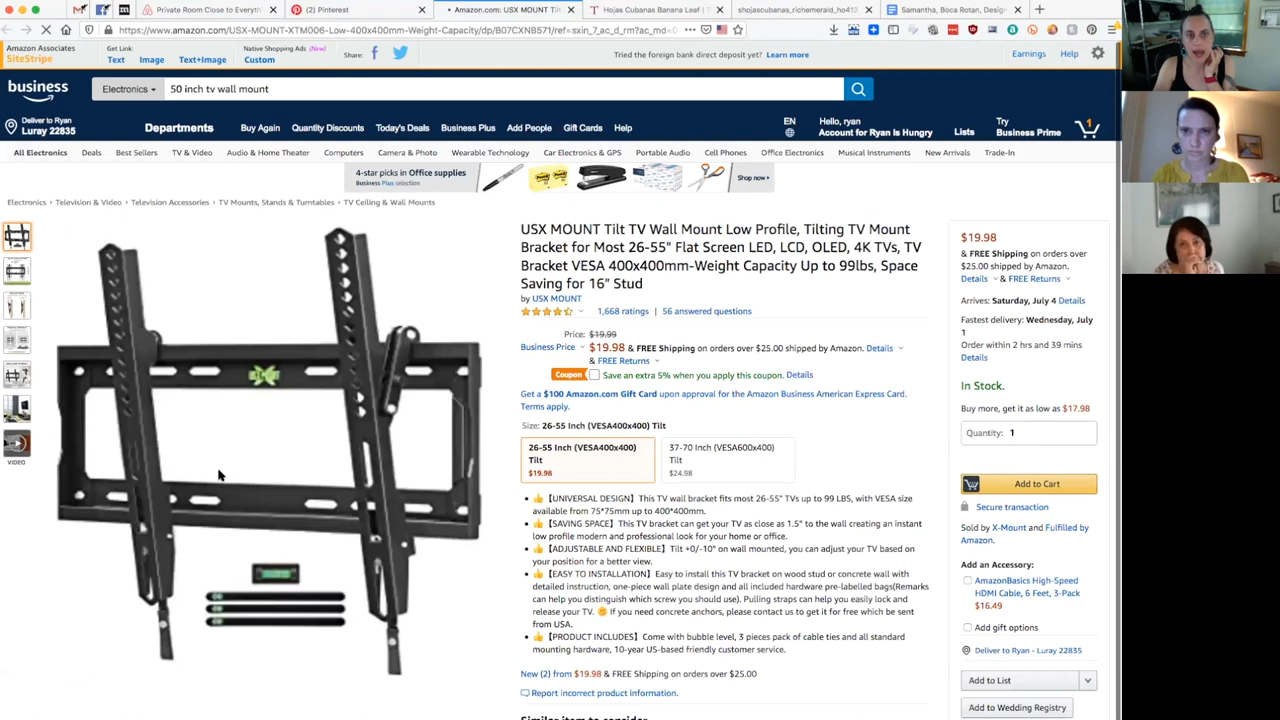 Private Room Close to Everyth
(2) Pinterest
Amazon.com: USX MOUNT Tilt
Hojas Cubanas Banana Leaf |
shojascubanas_richemerald_ho413
Samantha, Boca Rotan, Design
https://www.amazon.com/USX-MOUNT-XTM006-Low-400x400mm-Weight-Capacity/dp/B07CXNB571/ref=sxin_7_ac_d_rm?ac_md=0
Amazon Associates
SiteStripe
Get Link:
Text Image Text+Image
Native Shopping Ads (New)
Custom
Share:
Tried the foreign bank direct deposit yet? Learn more
Earnings Help
business
Electronics
50 inch tv wall mount
Deliver to Ryan
Luray 22835
Departments
Buy Again Quantity Discounts Today's Deals Business Plus Add People Gift Cards Help
EN
Hello, ryan
Account for Ryan Is Hungry
Lists
Try
Business Prime
1
All Electronics Deals Best Sellers TV & Video Audio & Home Theater Computers Camera & Photo Wearable Technology Car Electronics & GPS Portable Audio Cell Phones Office Electronics Musical Instruments New Arrivals Trade-In
4-star picks in Office supplies
Business Plus selection
Shop now
Electronics › Television & Video › Television Accessories › TV Mounts, Stands & Turntables › TV Ceiling & Wall Mounts
VIDEO
USX MOUNT Tilt TV Wall Mount Low Profile, Tilting TV Mount
Bracket for Most 26-55" Flat Screen LED, LCD, OLED, 4K TVs, TV
Bracket VESA 400x400mm-Weight Capacity Up to 99lbs, Space
Saving for 16" Stud
by USX MOUNT
1,668 ratings | 56 answered questions
Price: $19.99
Business Price $19.98 & FREE Shipping on orders over $25.00 shipped by Amazon. Details
& FREE Returns
Coupon Save an extra 5% when you apply this coupon. Details
Get a $100 Amazon.com Gift Card upon approval for the Amazon Business American Express Card.
Terms apply.
Size: 26-55 Inch (VESA400x400) Tilt
26-55 Inch (VESA400x400)
Tilt
$19.98
37-70 Inch (VESA600x400)
Tilt
$24.98
• 👍【UNIVERSAL DESIGN】This TV wall bracket fits most 26-55" TVs up to 99 LBS, with VESA size
available from 75*75mm up to 400*400mm.
• 👍【SAVING SPACE】This TV bracket can get your TV as close as 1.5" to the wall creating an instant
low profile modern and professional look for your home or office.
• 👍【ADJUSTABLE AND FLEXIBLE】Tilt +0/-10° on wall mounted, you can adjust your TV based on
your position for a better view.
• 👍【EASY TO INSTALLATION】Easy to install this TV bracket on wood stud or concrete wall with
detailed instruction, one-piece wall plate design and all included hardware pre-labelled bags(Remarks
can help you distinguish which screw you should use). Pulling straps can help you easily lock and
release your TV. 🌞 If you need concrete anchors, please contact us to get it for free which be sent
from USA.
• 👍【PRODUCT INCLUDES】Come with bubble level, 3 pieces pack of cable ties and all standard
mounting hardware, 10-year US-based friendly customer service.
New (2) from $19.98 & FREE Shipping on orders over $25.00
Report incorrect product information.
Similar item to consider
$19.98
& FREE Shipping on orders over
$25.00 shipped by Amazon.
Details & FREE Returns
Arrives: Saturday, July 4 Details
Fastest delivery: Wednesday, July
1
Order within 2 hrs and 39 mins
Details
In Stock.
Buy more, get it as low as $17.98
Quantity: 1
Add to Cart
Secure transaction
Sold by X-Mount and Fulfilled by
Amazon.
Add an Accessory:
AmazonBasics High-Speed
HDMI Cable, 6 Feet, 3-Pack
$16.49
Add gift options
Deliver to Ryan - Luray 22835
Add to List
Add to Wedding Registry